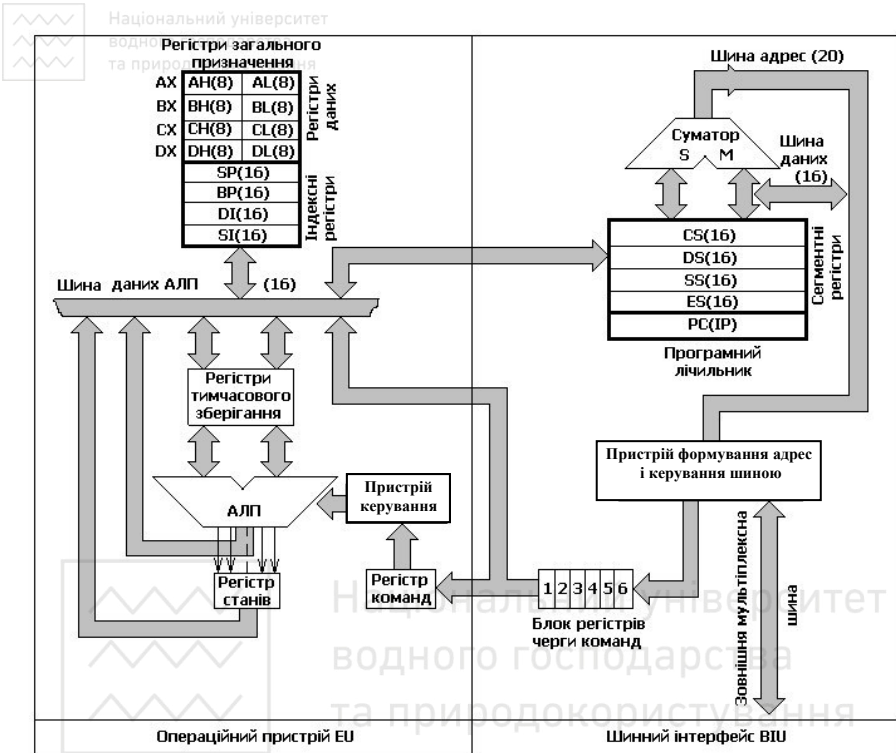 Національний університет
водного господарства
та природокористування
Регістри загального
призначення
AX AH(8) AL(8)
BX BH(8) BL(8)
CX CH(8) CL(8)
DX DH(8) DL(8)
Регістри
даних
SP(16)
BP(16)
DI(16)
SI(16)
Індексні
регістри
Шина даних АЛП (16)
Регістри
тимчасового
зберігання
АЛП
Пристрій
керування
Регістр
станів
Регістр
команд
Шина адрес (20)
Суматор
S M
Шина
даних
(16)
CS(16)
DS(16)
SS(16)
ES(16)
PC(IP)
Сегментні
регістри
Програмний
лічильник
Пристрій формування адрес
і керування шиною
1 2 3 4 5 6
Блок регістрів
черги команд
Зовнішня мультіплексна
шина
Національний університет
водного господарства
та природокористування
Операційний пристрій EU
Шинний інтерфейс BIU